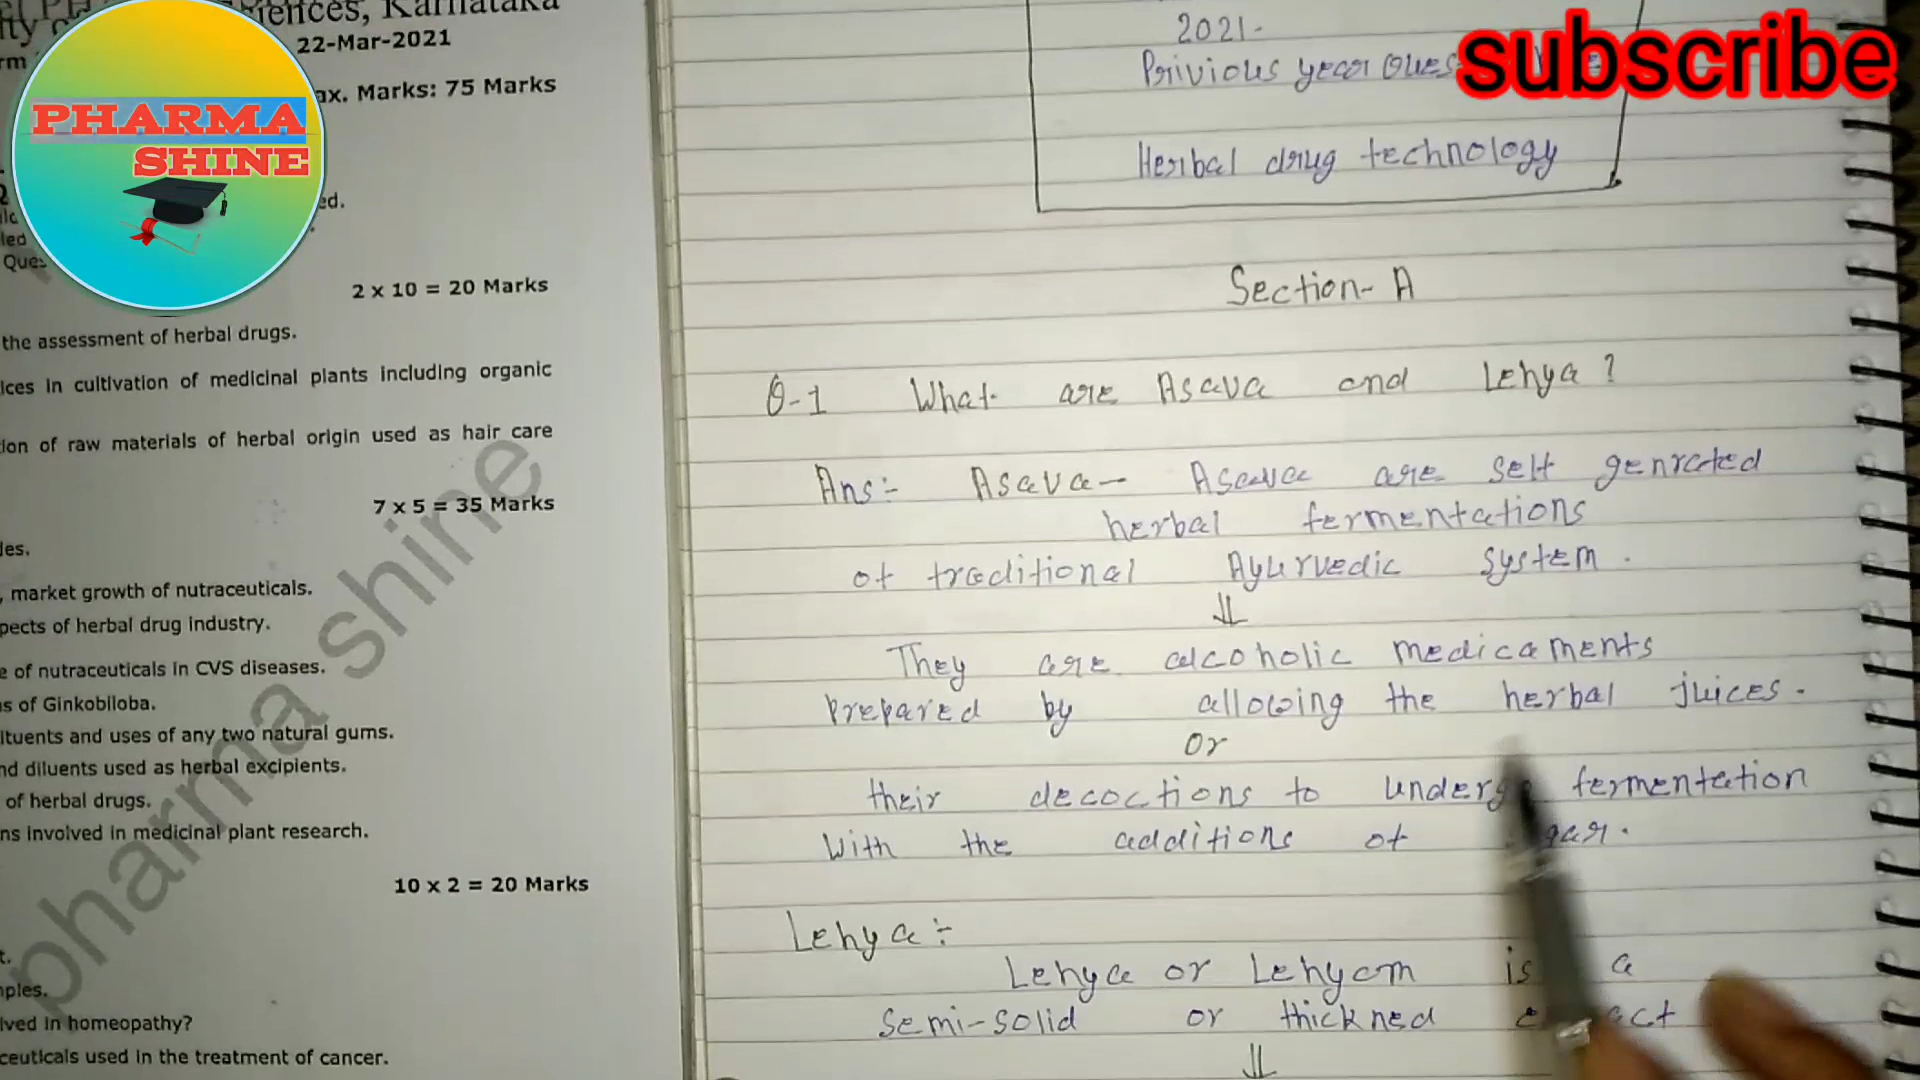 iences, Karnataka
22-Mar-2021
ax. Marks: 75 Marks
PHARMA
SHINE
ed.
led
2 x 10 = 20 Marks
the assessment of herbal drugs.
ices in cultivation of medicinal plants including organic
ion of raw materials of herbal origin used as hair care
7 x 5 = 35 Marks
les.
, market growth of nutraceuticals.
pects of herbal drug industry.
e of nutraceuticals in CVS diseases.
s of Ginkobiloba.
ituents and uses of any two natural gums.
nd diluents used as herbal excipients.
of herbal drugs.
ns involved in medicinal plant research.
10 x 2 = 20 Marks
t.
nples.
lved in homeopathy?
ceuticals used in the treatment of cancer.
pharma shine
subscribe
2021-
Privious year Ques
Herbal drug technology
Section- A
Q-1 What are Asava and Lehya ?
Ans:- Asava- Asava are self genrated
herbal fermentations
of traditional Ayurvedic system.
⇓
They are alcoholic medicaments
prepared by allowing the herbal juices.
or
their decoctions to undergo fermentation
with the additions of gar.
Lehya:-
Lehya or Lehyam is a
semi-solid or thickned e act
⇓